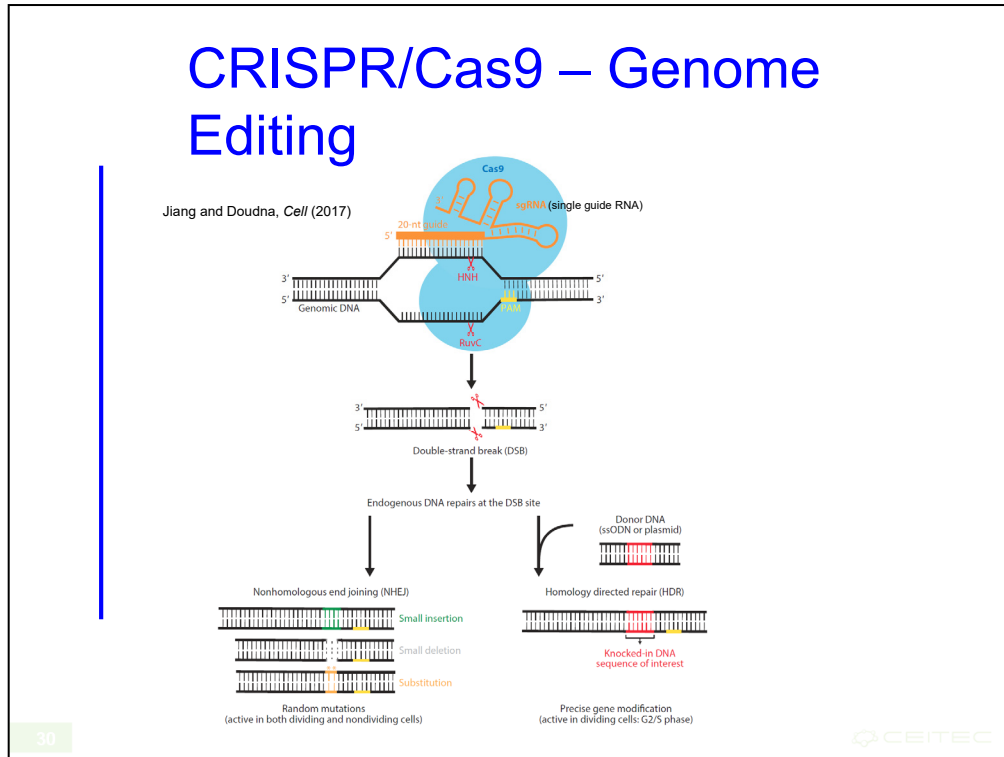 CRISPR/Cas9 – Genome
Editing
Jiang and Doudna, Cell (2017)
Cas9
3′
sgRNA (single guide RNA)
20-nt guide
5′
HNH
3′
5′
5′
3′
Genomic DNA
PAM
RuvC
3′
5′
5′
3′
Double-strand break (DSB)
Endogenous DNA repairs at the DSB site
Donor DNA
(ssODN or plasmid)
Nonhomologous end joining (NHEJ)
Small insertion
Small deletion
Substitution
Random mutations
(active in both dividing and nondividing cells)
Homology directed repair (HDR)
Knocked-in DNA
sequence of interest
Precise gene modification
(active in dividing cells: G2/S phase)
30
CEITEC